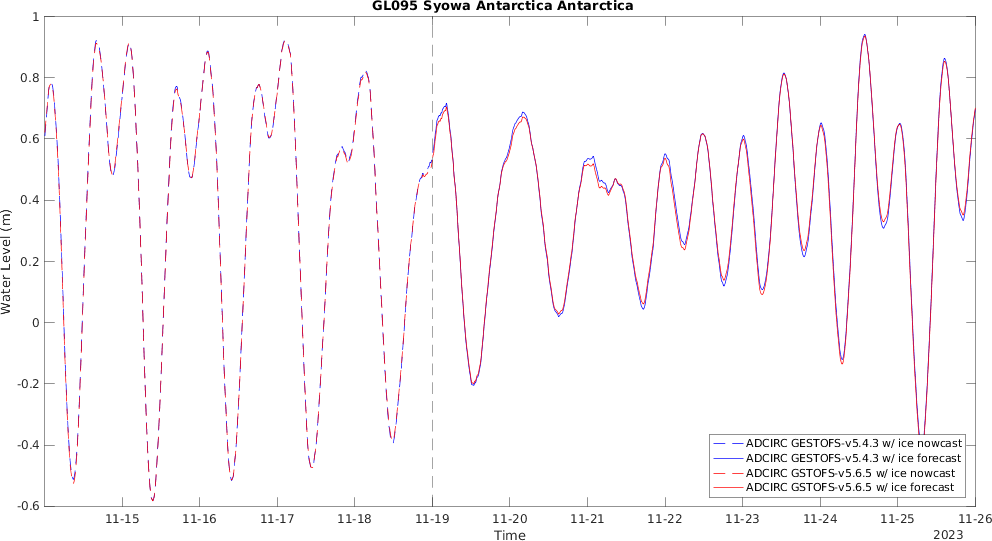 GL095 Syowa Antarctica Antarctica
Water Level (m)
1
0.8
0.6
0.4
0.2
0
-0.2
-0.4
-0.6
ADCIRC GESTOFS-v5.4.3 w/ ice nowcast
ADCIRC GESTOFS-v5.4.3 w/ ice forecast
ADCIRC GSTOFS-v5.6.5 w/ ice nowcast
ADCIRC GSTOFS-v5.6.5 w/ ice forecast
11-15 11-16 11-17 11-18 11-19 11-20 11-21 11-22 11-23 11-24 11-25 11-26
Time
2023